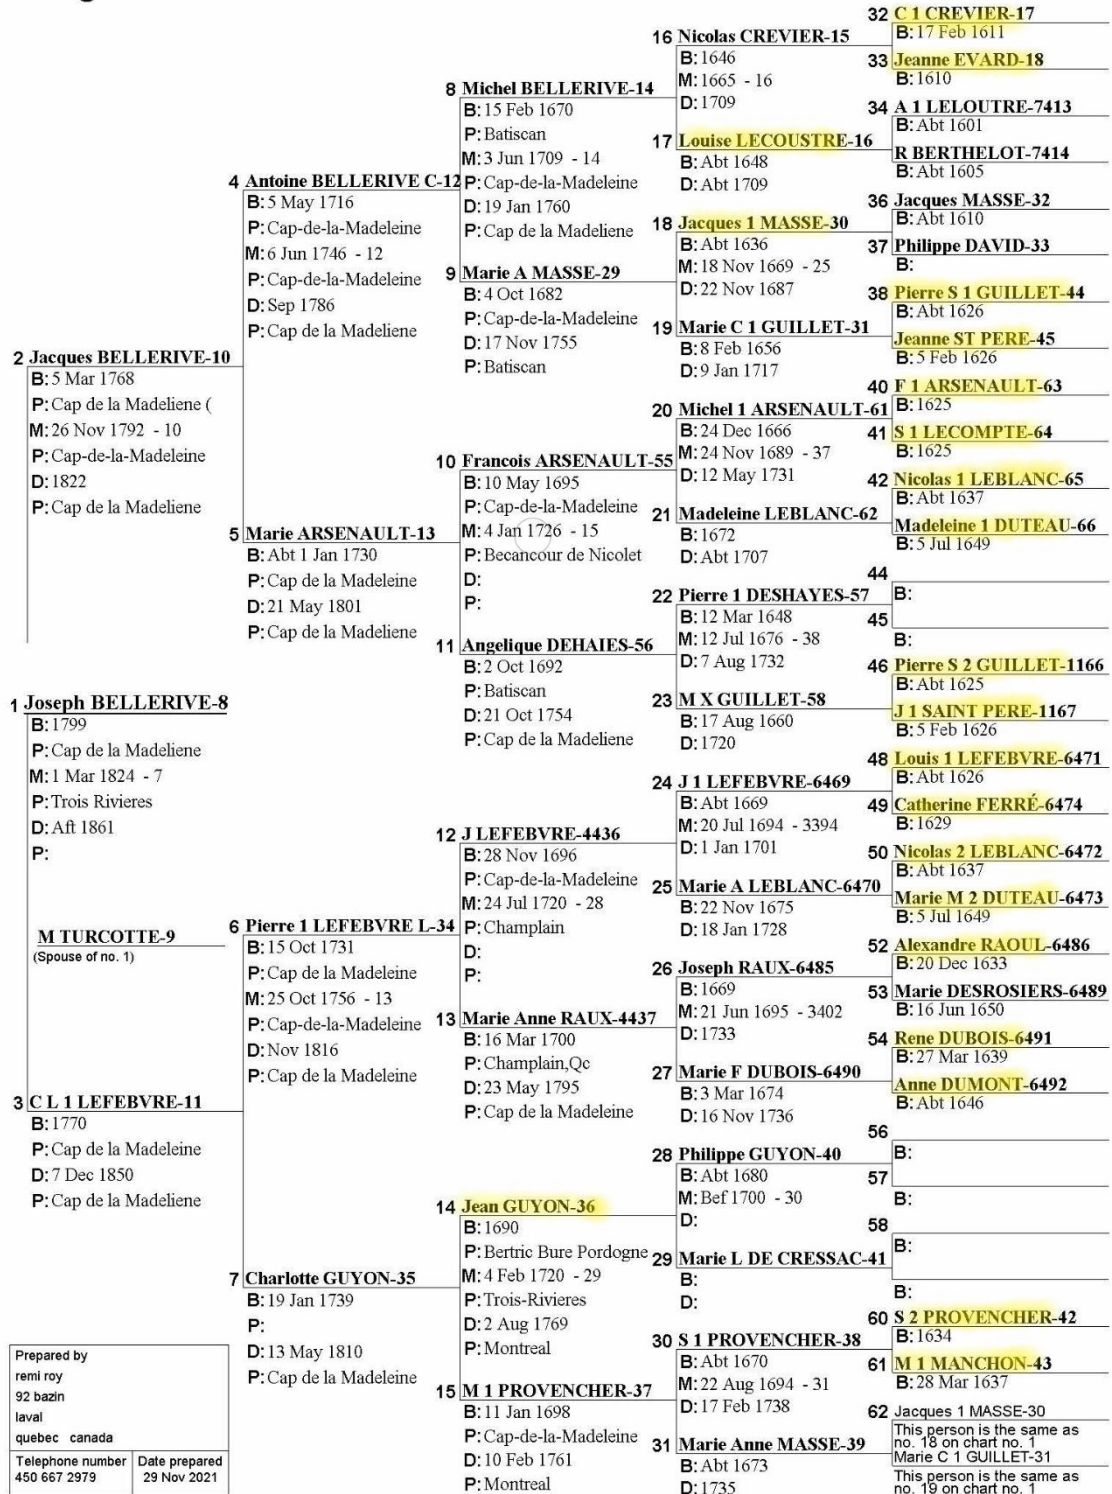 1 Joseph BELLERIVE-8
B: 1799
P: Cap de la Madeliene
M: 1 Mar 1824 - 7
P: Trois Rivieres
D: Aft 1861
P:
M TURCOTTE-9
(Spouse of no. 1)
2 Jacques BELLERIVE-10
B: 5 Mar 1768
P: Cap de la Madeliene (
M: 26 Nov 1792 - 10
P: Cap-de-la-Madeleine
D: 1822
P: Cap de la Madeliene
3 C L 1 LEFEBVRE-11
B: 1770
P: Cap de la Madeleine
D: 7 Dec 1850
P: Cap de la Madeliene
4 Antoine BELLERIVE C-12
B: 5 May 1716
P: Cap-de-la-Madeleine
M: 6 Jun 1746 - 12
P: Cap-de-la-Madeleine
D: Sep 1786
P: Cap de la Madeliene
5 Marie ARSENAULT-13
B: Abt 1 Jan 1730
P: Cap de la Madeleine
D: 21 May 1801
P: Cap de la Madeliene
6 Pierre 1 LEFEBVRE L-34
B: 15 Oct 1731
P: Cap de la Madeleine
M: 25 Oct 1756 - 13
P: Cap-de-la-Madeleine
D: Nov 1816
P: Cap de la Madeleine
7 Charlotte GUYON-35
B: 19 Jan 1739
P:
D: 13 May 1810
P: Cap de la Madeleine
8 Michel BELLERIVE-14
B: 15 Feb 1670
P: Batiscan
M: 3 Jun 1709 - 14
P: Cap-de-la-Madeleine
D: 19 Jan 1760
P: Cap de la Madeliene
9 Marie A MASSE-29
B: 4 Oct 1682
P: Cap-de-la-Madeleine
D: 17 Nov 1755
P: Batiscan
10 Francois ARSENAULT-55
B: 10 May 1695
P: Cap-de-la-Madeleine
M: 4 Jan 1726 - 15
P: Becancour de Nicolet
D:
P:
11 Angelique DEHAIES-56
B: 2 Oct 1692
P: Batiscan
D: 21 Oct 1754
P: Cap de la Madeliene
12 J LEFEBVRE-4436
B: 28 Nov 1696
P: Cap-de-la-Madeleine
M: 24 Jul 1720 - 28
P: Champlain
D:
P:
13 Marie Anne RAUX-4437
B: 16 Mar 1700
P: Champlain,Qc
D: 23 May 1795
P: Cap de la Madeleine
14 Jean GUYON-36
B: 1690
P: Bertric Bure Pordogne
M: 4 Feb 1720 - 29
P: Trois-Rivieres
D: 2 Aug 1769
P: Montreal
15 M 1 PROVENCHER-37
B: 11 Jan 1698
P: Cap-de-la-Madeleine
D: 10 Feb 1761
P: Montreal
16 Nicolas CREVIER-15
B: 1646
M: 1665 - 16
D: 1709
17 Louise LECOUSTRE-16
B: Abt 1648
D: Abt 1709
18 Jacques 1 MASSE-30
B: Abt 1636
M: 18 Nov 1669 - 25
D: 22 Nov 1687
19 Marie C 1 GUILLET-31
B: 8 Feb 1656
D: 9 Jan 1717
20 Michel 1 ARSENAULT-61
B: 24 Dec 1666
M: 24 Nov 1689 - 37
D: 12 May 1731
21 Madeleine LEBLANC-62
B: 1672
D: Abt 1707
22 Pierre 1 DESHAYES-57
B: 12 Mar 1648
M: 12 Jul 1676 - 38
D: 7 Aug 1732
23 M X GUILLET-58
B: 17 Aug 1660
D: 1720
24 J 1 LEFEBVRE-6469
B: Abt 1669
M: 20 Jul 1694 - 3394
D: 1 Jan 1701
25 Marie A LEBLANC-6470
B: 22 Nov 1675
D: 18 Jan 1728
26 Joseph RAUX-6485
B: 1669
M: 21 Jun 1695 - 3402
D: 1733
27 Marie F DUBOIS-6490
B: 3 Mar 1674
D: 16 Nov 1736
28 Philippe GUYON-40
B: Abt 1680
M: Bef 1700 - 30
D:
29 Marie L DE CRESSAC-41
B:
D:
30 S 1 PROVENCHER-38
B: Abt 1670
M: 22 Aug 1694 - 31
D: 17 Feb 1738
31 Marie Anne MASSE-39
B: Abt 1673
D: 1735
32 C 1 CREVIER-17
B: 17 Feb 1611
33 Jeanne EVARD-18
B: 1610
34 A 1 LELOUTRE-7413
B: Abt 1601
R BERTHELOT-7414
B: Abt 1605
36 Jacques MASSE-32
B: Abt 1610
37 Philippe DAVID-33
B:
38 Pierre S 1 GUILLET-44
B: Abt 1626
Jeanne ST PERE-45
B: 5 Feb 1626
40 F 1 ARSENAULT-63
B: 1625
41 S 1 LECOMPTE-64
B: 1625
42 Nicolas 1 LEBLANC-65
B: Abt 1637
Madeleine 1 DUTEAU-66
B: 5 Jul 1649
44
B:
45
B:
46 Pierre S 2 GUILLET-1166
B: Abt 1625
J 1 SAINT PERE-1167
B: 5 Feb 1626
48 Louis 1 LEFEBVRE-6471
B: Abt 1626
49 Catherine FERRÉ-6474
B: 1629
50 Nicolas 2 LEBLANC-6472
B: Abt 1637
Marie M 2 DUTEAU-6473
B: 5 Jul 1649
52 Alexandre RAOUL-6486
B: 20 Dec 1633
53 Marie DESROSIERS-6489
B: 16 Jun 1650
54 Rene DUBOIS-6491
B: 27 Mar 1639
Anne DUMONT-6492
B: Abt 1646
56
B:
57
B:
58
B:
B:
60 S 2 PROVENCHER-42
B: 1634
61 M 1 MANCHON-43
B: 28 Mar 1637
62 Jacques 1 MASSE-30
This person is the same as
no. 18 on chart no. 1
Marie C 1 GUILLET-31
This person is the same as
no. 19 on chart no. 1
Prepared by
remi roy
92 bazin
laval
quebec canada
Telephone number
450 667 2979
Date prepared
29 Nov 2021